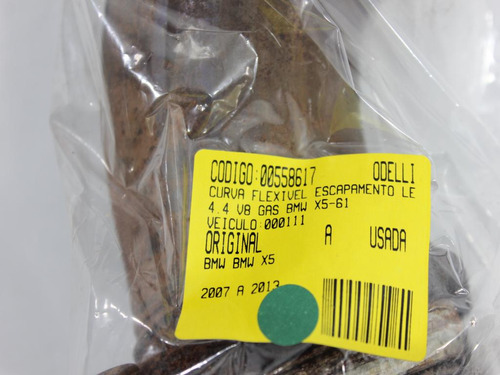 CODIGO:00558617 ODELLI
CURVA FLEXIVEL ESCAPAMENTO LE
4.4 V8 GAS BMW X5-61
VEICULO:000111
ORIGINAL A USADA
BMW BMW X5
2007 A 2013